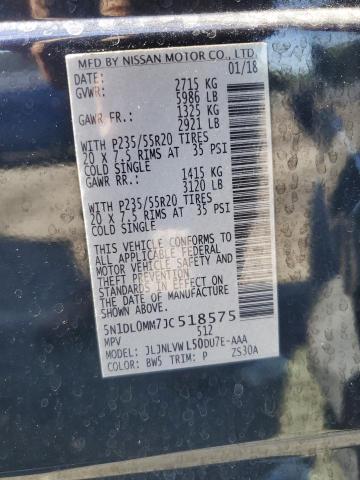 MFD BY NISSAN MOTOR CO., LTD.
DATE: 01/18
GVWR: 2715 KG
5986 LB
GAWR FR.: 1325 KG
2921 LB
WITH P235/55R20 TIRES
20 x 7.5 RIMS AT 35 PSI
COLD SINGLE
GAWR RR.: 1415 KG
3120 LB
WITH P235/55R20 TIRES
20 x 7.5 RIMS AT 35 PSI
COLD SINGLE
THIS VEHICLE CONFORMS TO
ALL APPLICABLE FEDERAL
MOTOR VEHICLE SAFETY AND
THEFT PREVENTION
STANDARDS IN EFFECT ON
THE DATE OF MANUFACTURE
SHOWN ABOVE.
5N1DL0MM7JC518575
MPV 512
JLJNLVWL50DU7E-AAA
COLOR: BW5 TRIM: P ZS30A